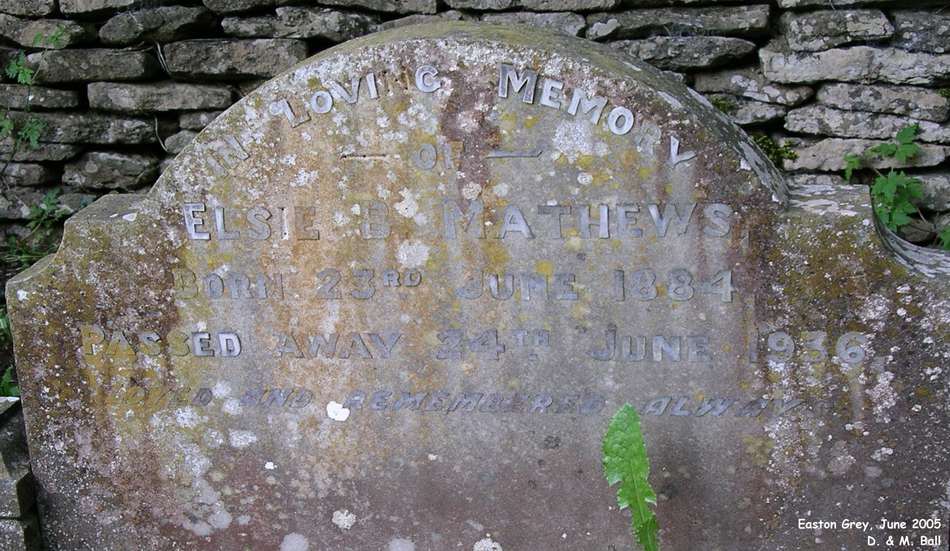 IN LOVING MEMORY
— OF —
ELSIE B. MATHEWS,
BORN 23RD JUNE 1884,
PASSED AWAY 24TH JUNE 1936.
AND REMEMBERED ALWAYS
Easton Grey, June 2005
D. & M. Ball